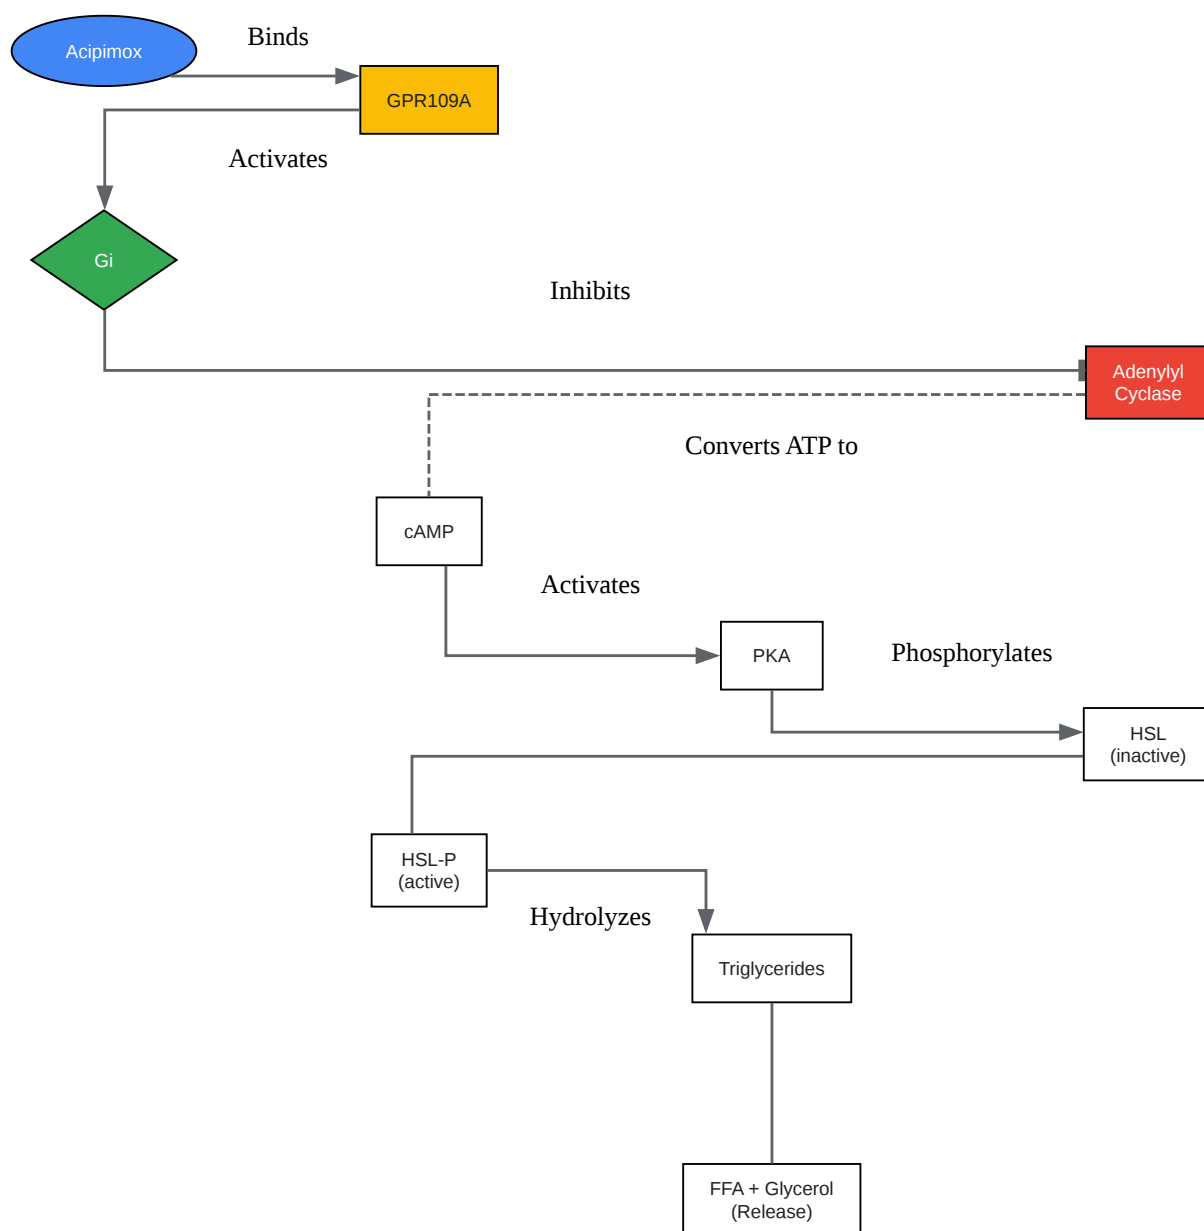 Acipimox
Binds
GPR109A
Activates
Gi
Inhibits
Adenylyl
Cyclase
Converts ATP to
cAMP
Activates
PKA
Phosphorylates
HSL
(inactive)
HSL-P
(active)
Hydrolyzes
Triglycerides
FFA + Glycerol
(Release)